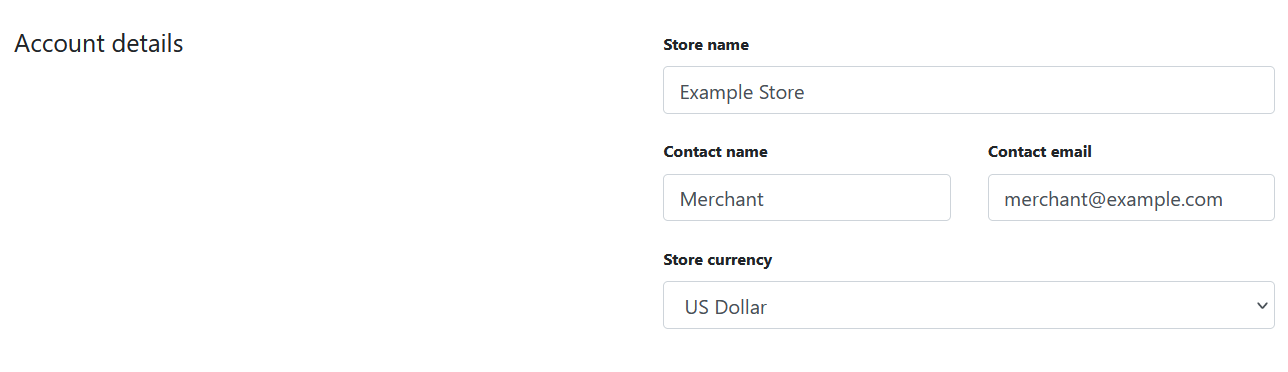 Account details
Store name
Example Store
Contact name
Contact email
Merchant
merchant@example.com
Store currency
US Dollar